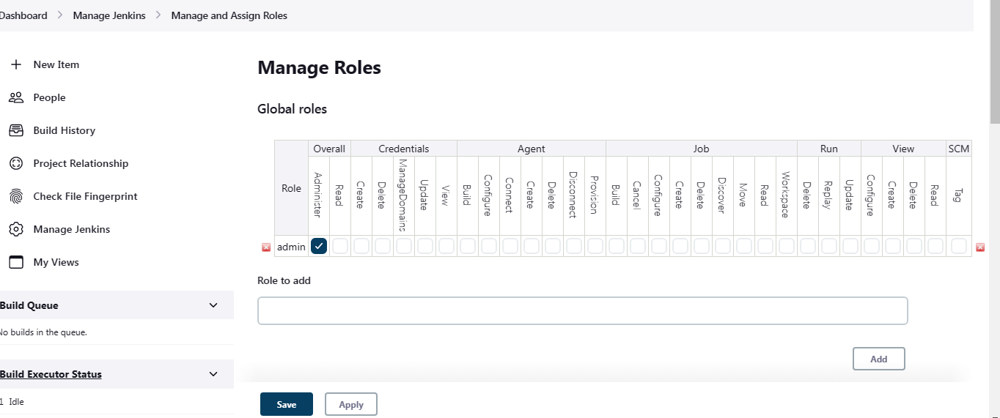 Dashboard > Manage Jenkins > Manage and Assign Roles
New Item
People
Build History
Project Relationship
Check File Fingerprint
Manage Jenkins
My Views
Build Queue
No builds in the queue.
Build Executor Status
1 Idle
Manage Roles
Global roles
Role Overall Credentials Agent Job Run View SCM
Administer Read Create Delete ManageDomains Update View Build Configure Connect Create Delete Disconnect Provision Build Cancel Configure Create Delete Discover Move Read Workspace Delete Replay Update Configure Create Delete Read Tag
admin
Role to add
Add
Save Apply